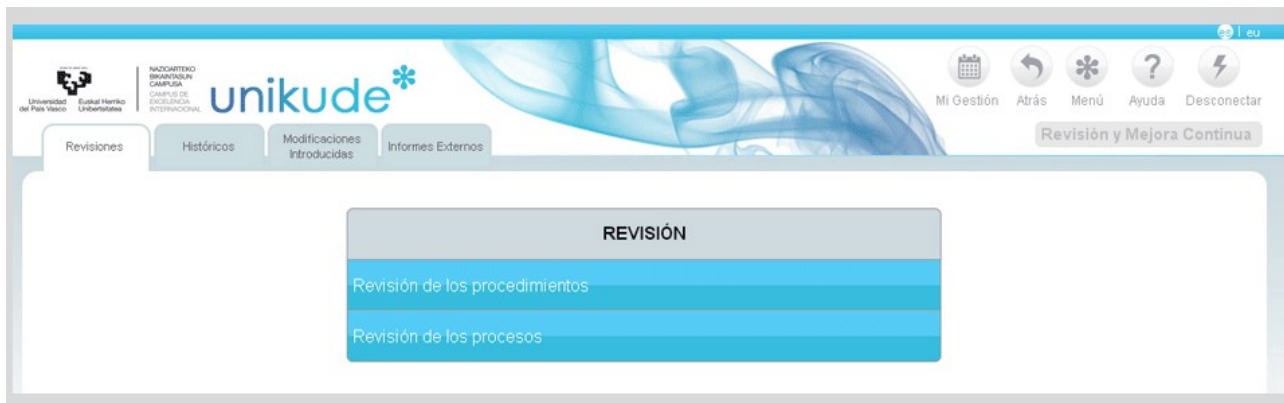 es | eu
Universidad
del País Vasco
Euskal Herriko
Unibertsitatea
NAZIOARTEKO
BIKAINTASUN
CAMPUSA
CAMPUS DE
EXCELENCIA
INTERNACIONAL
unikude*
Mi Gestión Atrás Menú Ayuda Desconectar
Revisión y Mejora Continua
Revisiones
Históricos
Modificaciones
Introducidas
Informes Externos
REVISIÓN
Revisión de los procedimientos
Revisión de los procesos